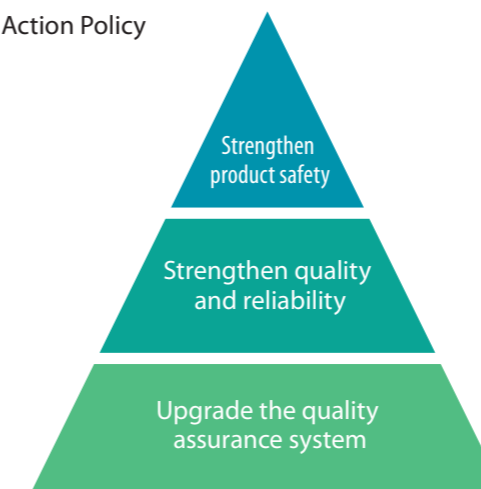 Action Policy
Strengthen
product safety
Strengthen quality
and reliability
Upgrade the quality
assurance system